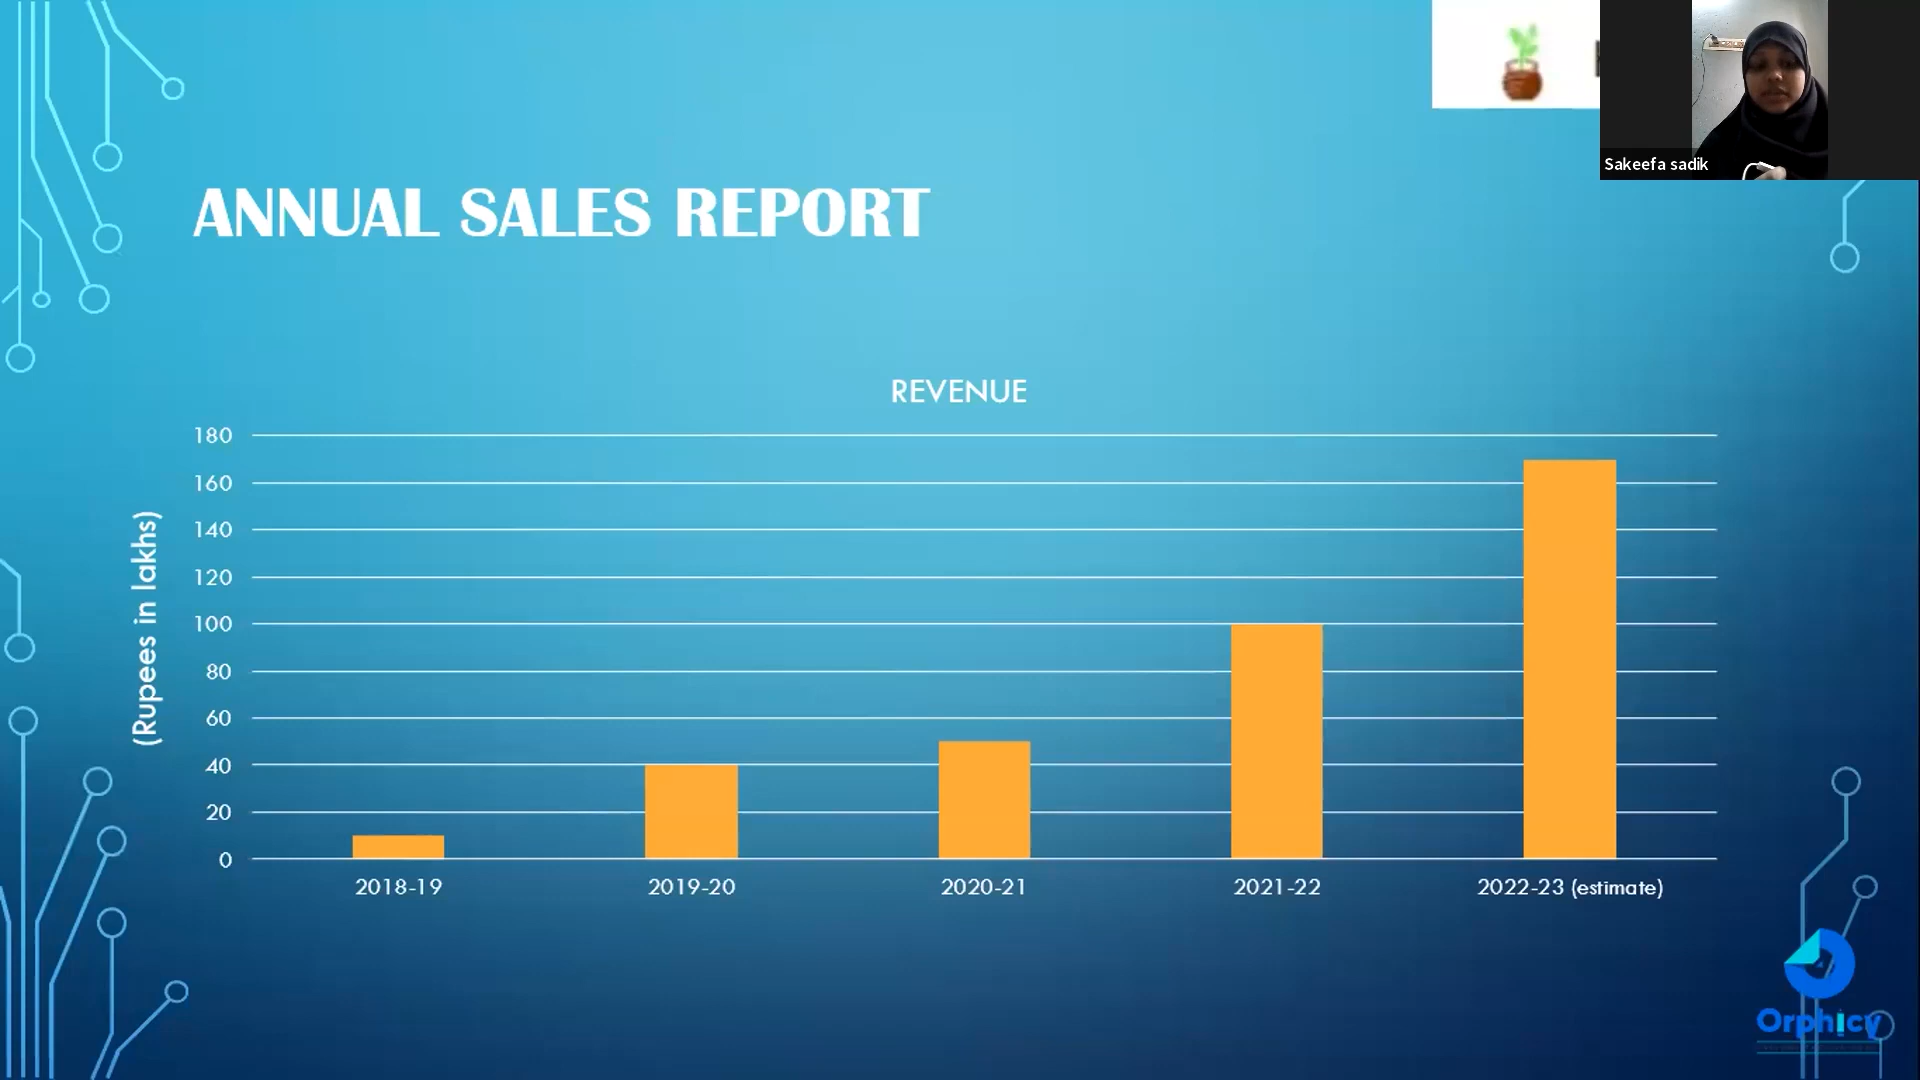 Sakeefa sadik
ANNUAL SALES REPORT
REVENUE
(Rupees in lakhs)
180
160
140
120
100
80
60
40
20
0
2018-19
2019-20
2020-21
2021-22
2022-23 (estimate)
Orphicy